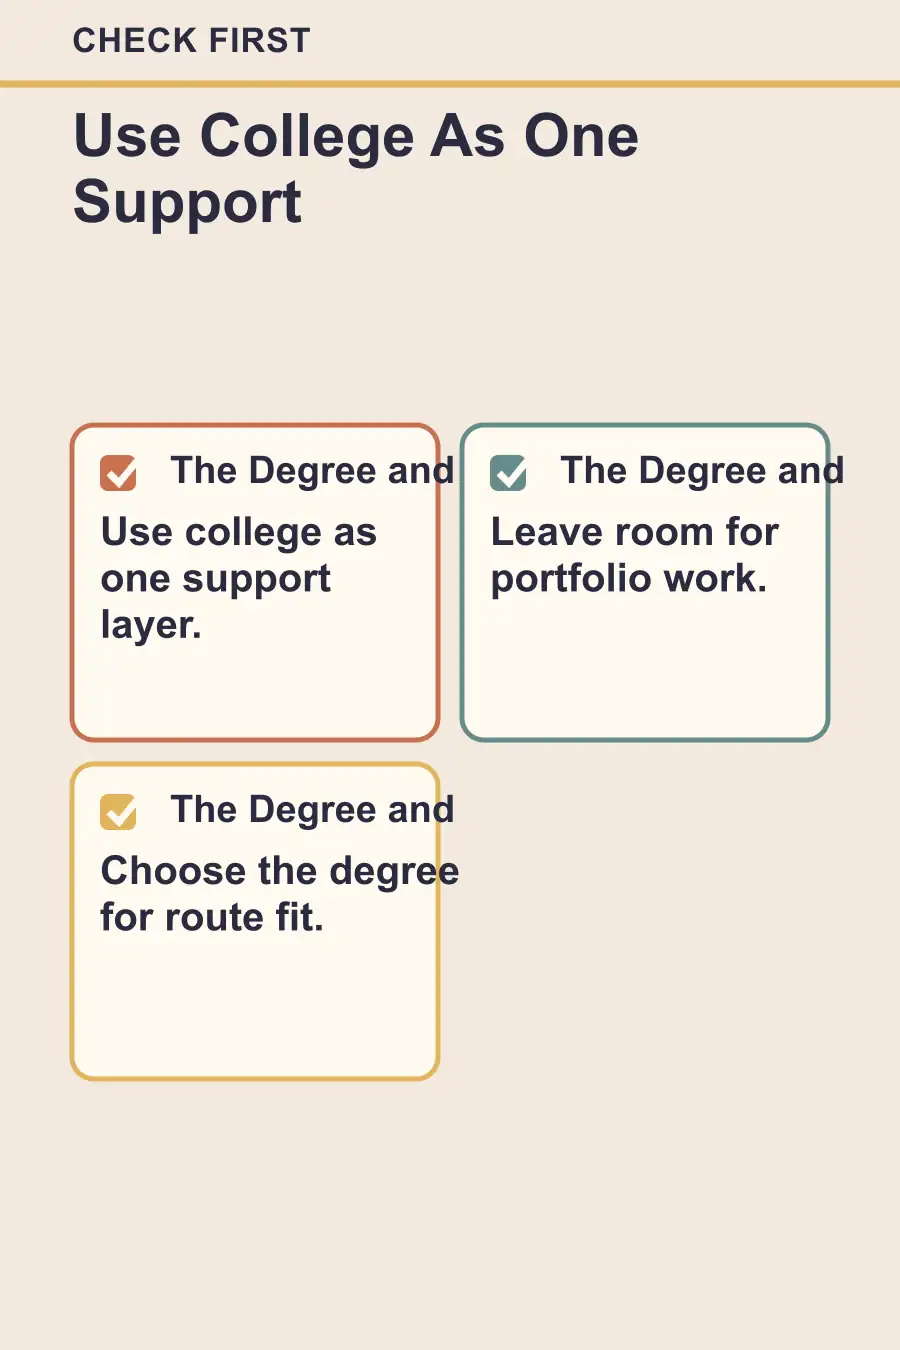 CHECK FIRST
Use College As One
Support
The Degree and
Use college as
one support
layer.
The Degree and
Leave room for
portfolio work.
The Degree and
Choose the degree
for route fit.